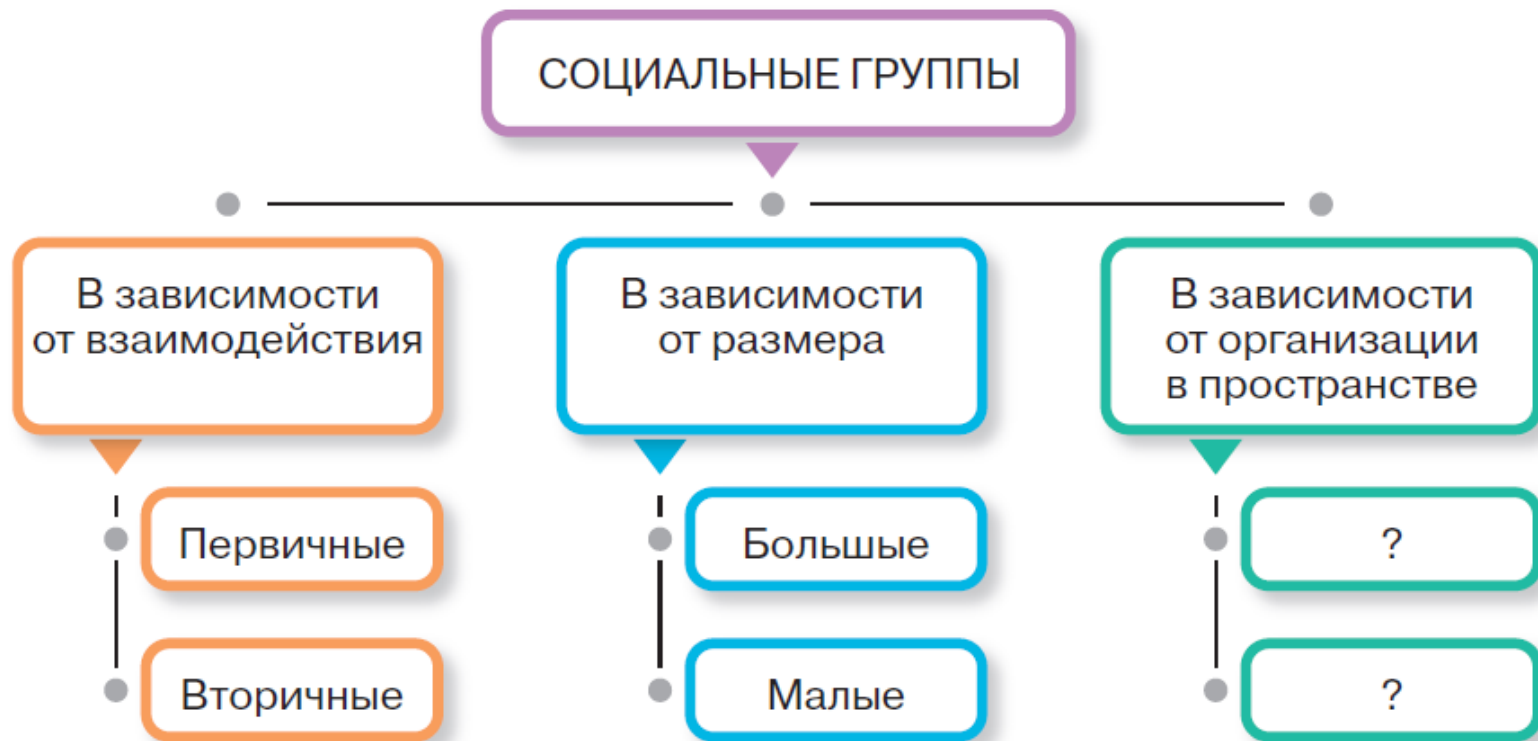 СОЦИАЛЬНЫЕ ГРУППЫ
В зависимости
от взаимодействия
В зависимости
от размера
В зависимости
от организации
в пространстве
Первичные
Большые
?
Вторичные
Малые
?